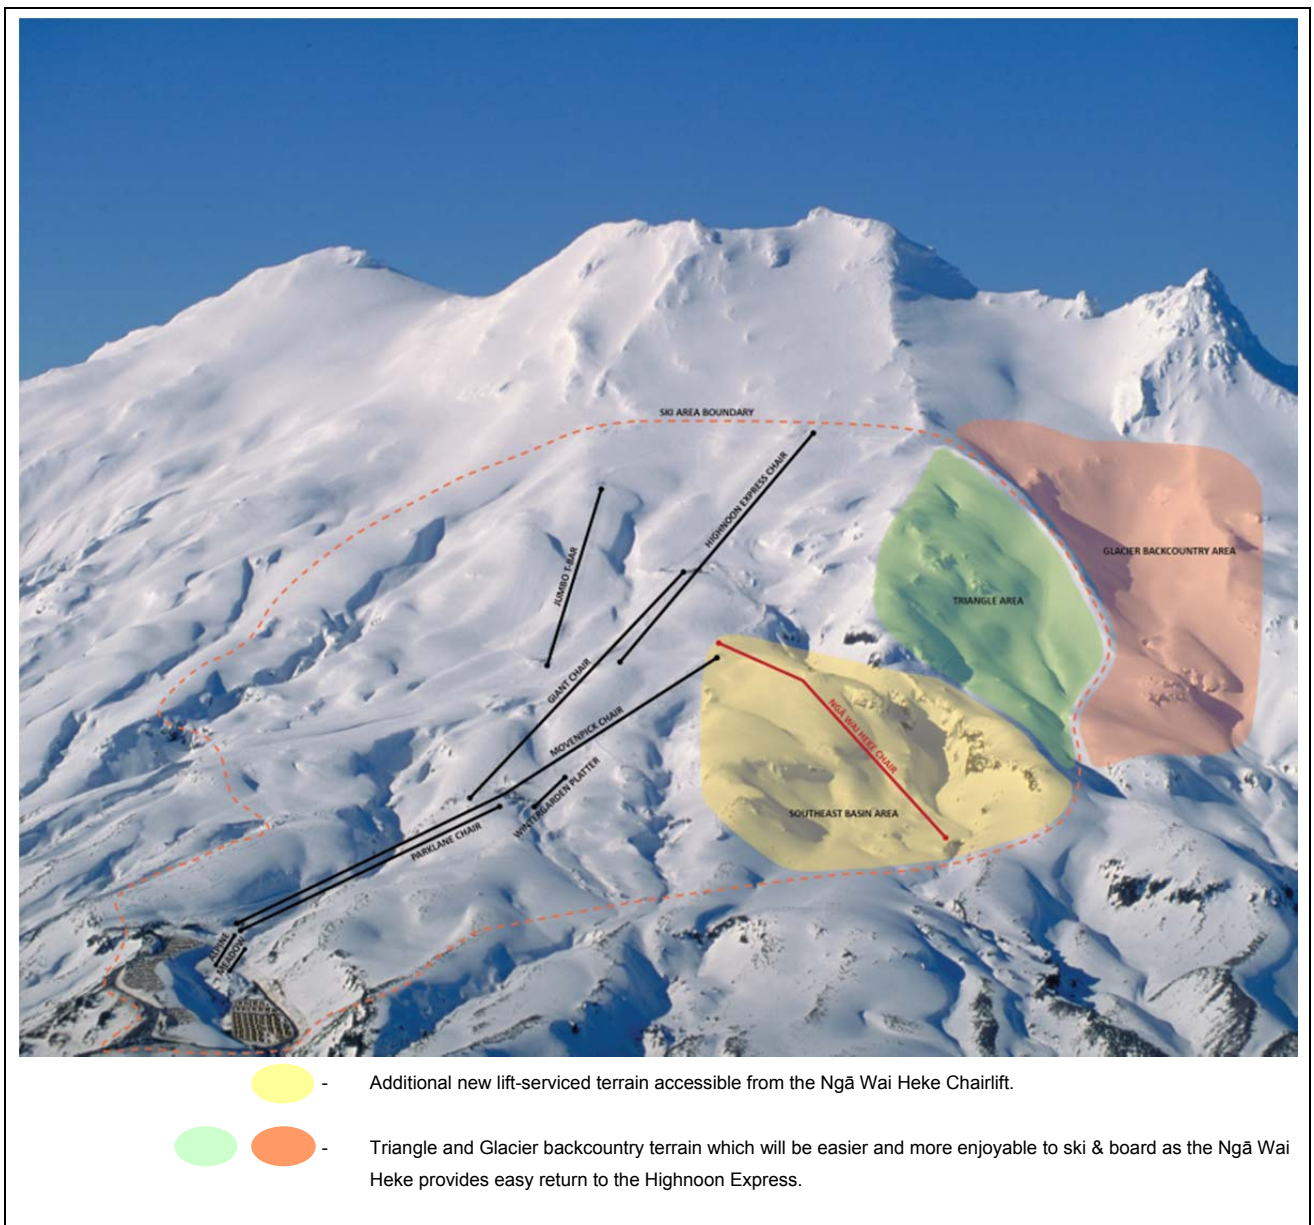 SKI AREA BOUNDARY
HIGHNOON EXPRESS CHAIR
JUMBO T-BAR
GLACIER BACKCOUNTRY AREA
TRIANGLE AREA
GIANT CHAIR
NGĀ WAI HEKE CHAIR
MOVENPICK CHAIR
WINTERGARDEN PLATTER
SOUTHEAST BASIN AREA
PARKLANE CHAIR
ALPINE
MEADOW
- Additional new lift-serviced terrain accessible from the Ngā Wai Heke Chairlift.
- Triangle and Glacier backcountry terrain which will be easier and more enjoyable to ski & board as the Ngā Wai
Heke provides easy return to the Highnoon Express.